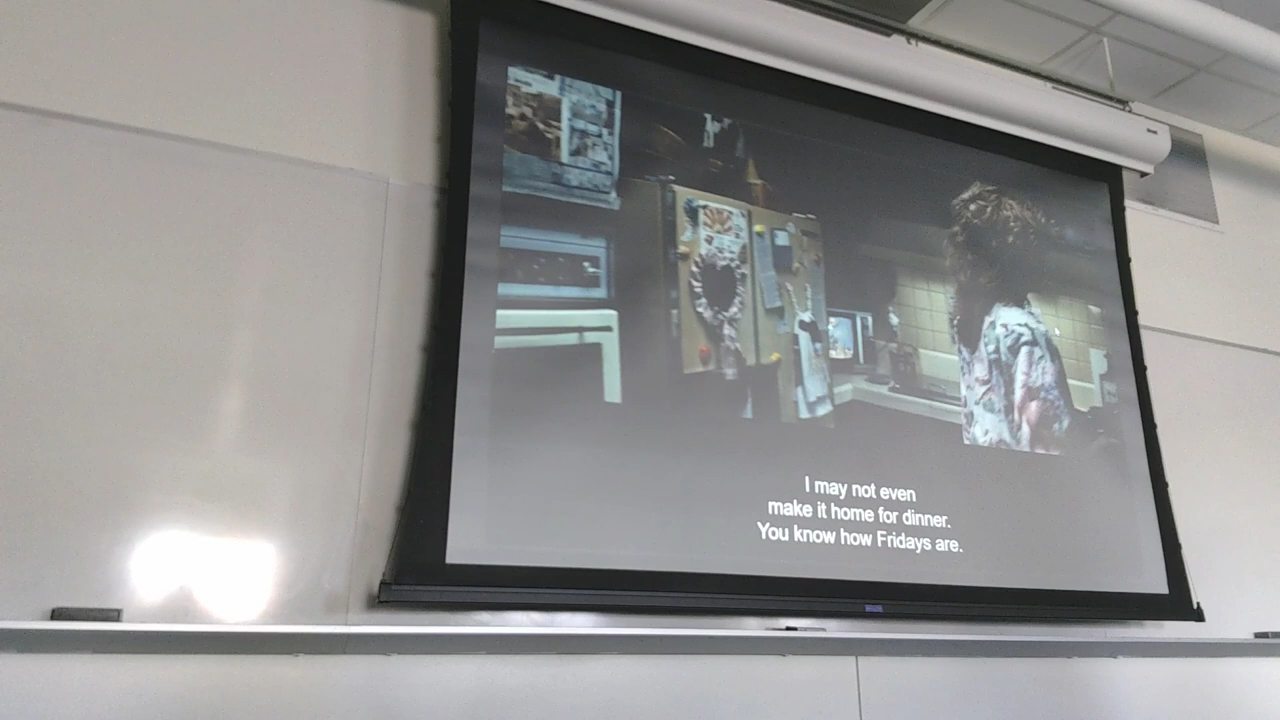 I may not even
make it home for dinner.
You know how Fridays are.